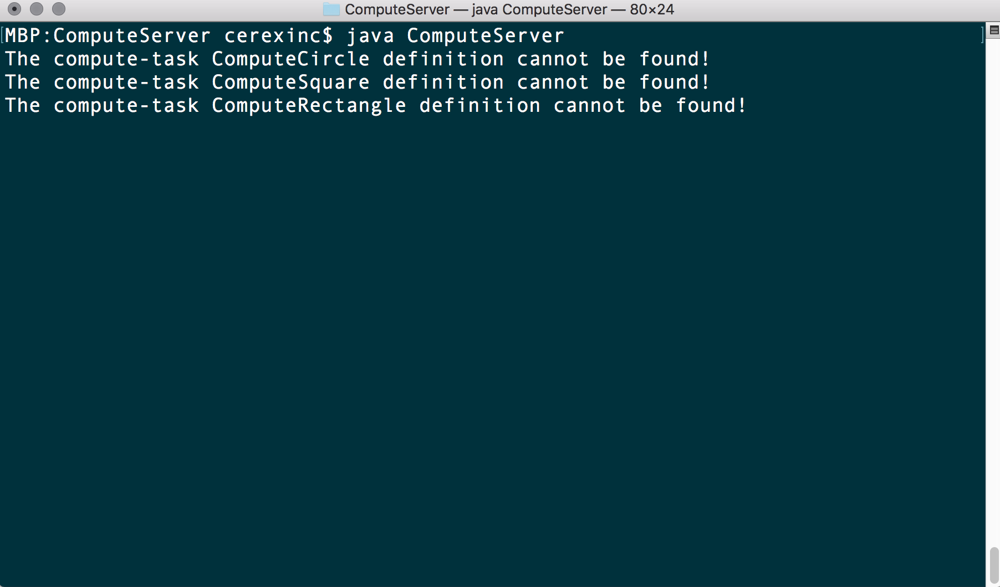 ComputeServer — java ComputeServer — 80×24
[MBP:ComputeServer cerexinc$ java ComputeServer ]
The compute-task ComputeCircle definition cannot be found!
The compute-task ComputeSquare definition cannot be found!
The compute-task ComputeRectangle definition cannot be found!